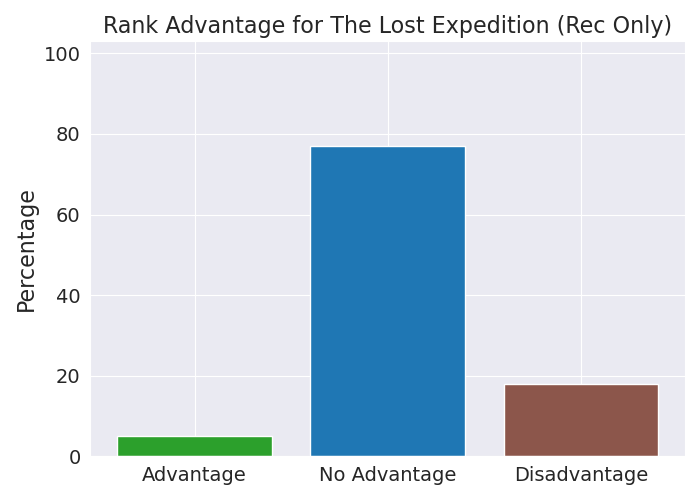 Rank Advantage for The Lost Expedition (Rec Only)
100
80
60
40
20
0
Percentage
Advantage
No Advantage
Disadvantage